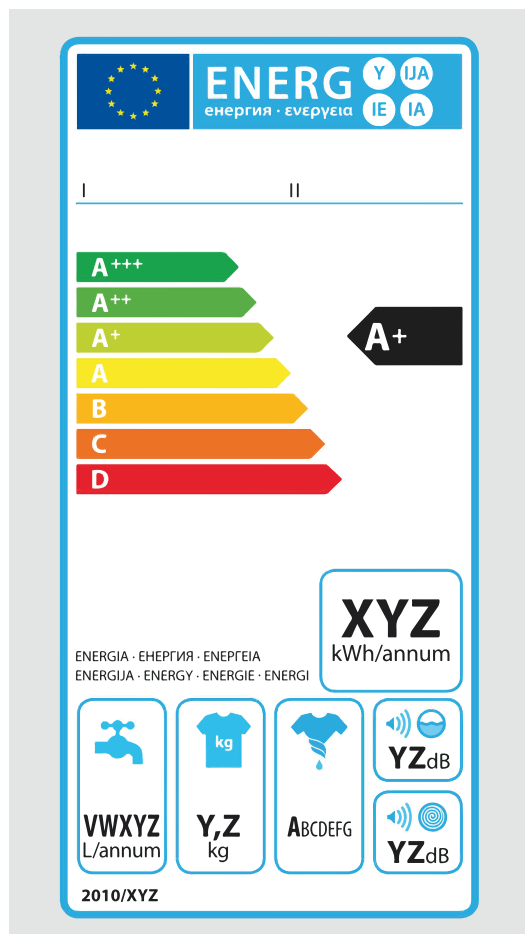 ENERG Y IJA
енергия · ενεργεια IE IA
I II
A+++
A++
A+
A+
A
B
C
D
XYZ
kWh/annum
ENERGIA · ЕНЕРГИЯ · ΕΝΕΡΓΕΙΑ
ENERGIJA · ENERGY · ENERGIE · ENERGI
kg
VWXYZ
L/annum
Y,Z
kg
ABCDEFG
YZdB
YZdB
2010/XYZ